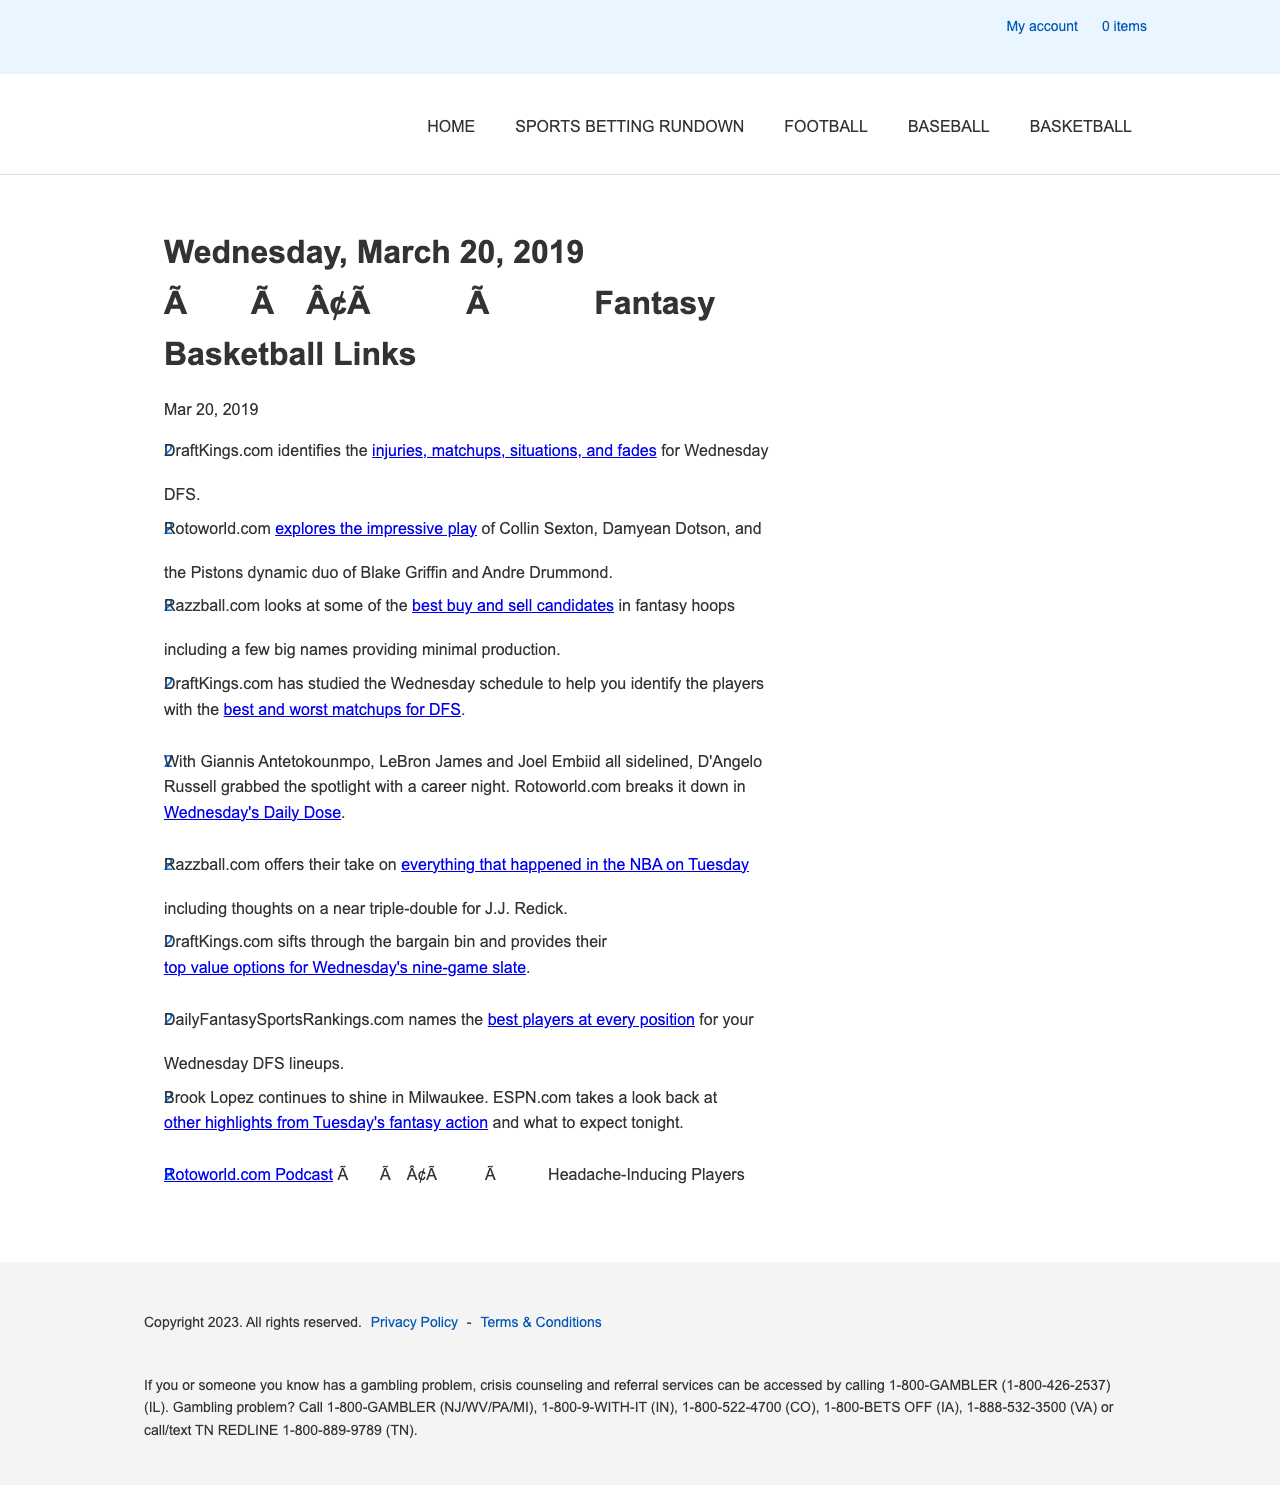 My account 0 items
HOME SPORTS BETTING RUNDOWN FOOTBALL BASEBALL BASKETBALL
Wednesday, March 20, 2019
Ã Ã Â¢Ã Ã Fantasy
Basketball Links
Mar 20, 2019
DraftKings.com identifies the injuries, matchups, situations, and fades for Wednesday
DFS.
Rotoworld.com explores the impressive play of Collin Sexton, Damyean Dotson, and
the Pistons dynamic duo of Blake Griffin and Andre Drummond.
Razzball.com looks at some of the best buy and sell candidates in fantasy hoops
including a few big names providing minimal production.
DraftKings.com has studied the Wednesday schedule to help you identify the players
with the best and worst matchups for DFS.
With Giannis Antetokounmpo, LeBron James and Joel Embiid all sidelined, D'Angelo
Russell grabbed the spotlight with a career night. Rotoworld.com breaks it down in
Wednesday's Daily Dose.
Razzball.com offers their take on everything that happened in the NBA on Tuesday
including thoughts on a near triple-double for J.J. Redick.
DraftKings.com sifts through the bargain bin and provides their
top value options for Wednesday's nine-game slate.
DailyFantasySportsRankings.com names the best players at every position for your
Wednesday DFS lineups.
Brook Lopez continues to shine in Milwaukee. ESPN.com takes a look back at
other highlights from Tuesday's fantasy action and what to expect tonight.
Rotoworld.com Podcast Ã Ã Â¢Ã Ã Headache-Inducing Players
Copyright 2023. All rights reserved. Privacy Policy - Terms & Conditions
If you or someone you know has a gambling problem, crisis counseling and referral services can be accessed by calling 1-800-GAMBLER (1-800-426-2537)
(IL). Gambling problem? Call 1-800-GAMBLER (NJ/WV/PA/MI), 1-800-9-WITH-IT (IN), 1-800-522-4700 (CO), 1-800-BETS OFF (IA), 1-888-532-3500 (VA) or
call/text TN REDLINE 1-800-889-9789 (TN).